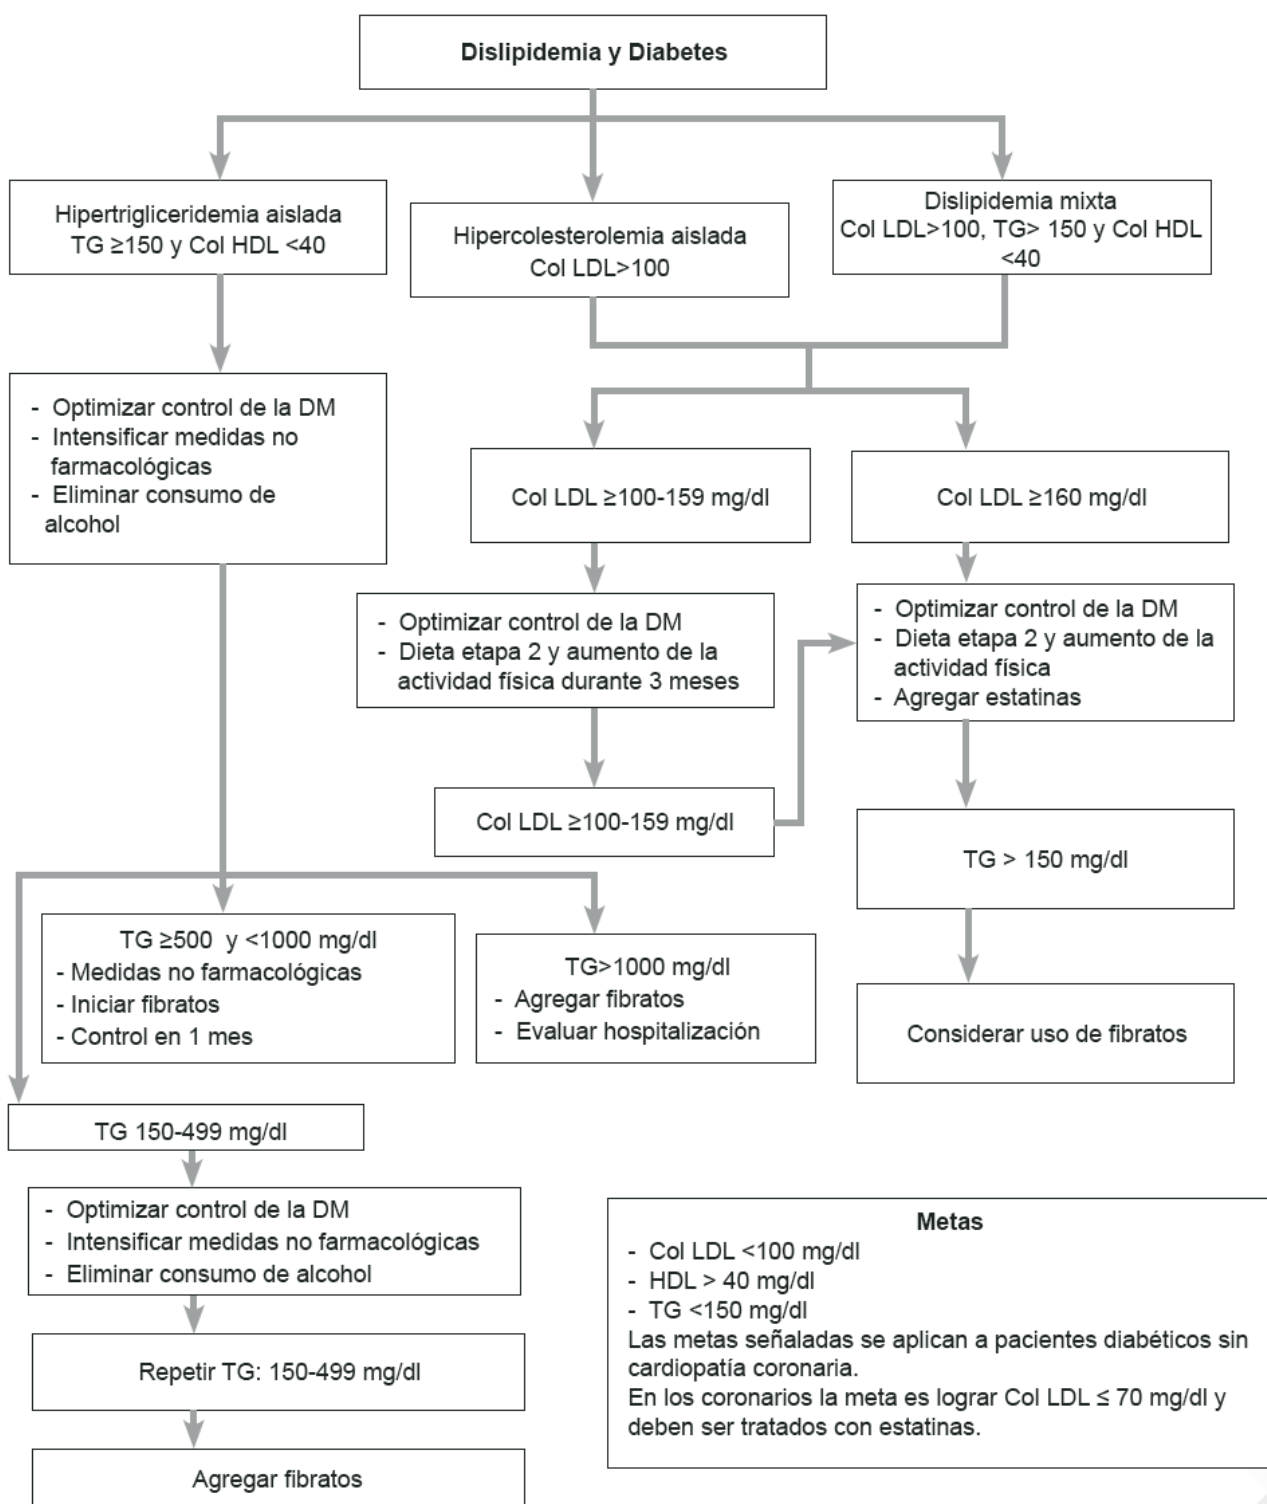 Dislipidemia y Diabetes
Hipertrigliceridemia aislada
TG ≥150 y Col HDL <40
Hipercolesterolemia aislada
Col LDL>100
Dislipidemia mixta
Col LDL>100, TG> 150 y Col HDL
<40
- Optimizar control de la DM
- Intensificar medidas no
farmacológicas
- Eliminar consumo de
alcohol
Col LDL ≥100-159 mg/dl
Col LDL ≥160 mg/dl
- Optimizar control de la DM
- Dieta etapa 2 y aumento de la
actividad física durante 3 meses
- Optimizar control de la DM
- Dieta etapa 2 y aumento de la
actividad física
- Agregar estatinas
Col LDL ≥100-159 mg/dl
TG > 150 mg/dl
Considerar uso de fibratos
TG ≥500 y <1000 mg/dl
- Medidas no farmacológicas
- Iniciar fibratos
- Control en 1 mes
TG>1000 mg/dl
- Agregar fibratos
- Evaluar hospitalización
TG 150-499 mg/dl
- Optimizar control de la DM
- Intensificar medidas no farmacológicas
- Eliminar consumo de alcohol
Repetir TG: 150-499 mg/dl
Agregar fibratos
Metas
- Col LDL <100 mg/dl
- HDL > 40 mg/dl
- TG <150 mg/dl
Las metas señaladas se aplican a pacientes diabéticos sin
cardiopatía coronaria.
En los coronarios la meta es lograr Col LDL ≤ 70 mg/dl y
deben ser tratados con estatinas.